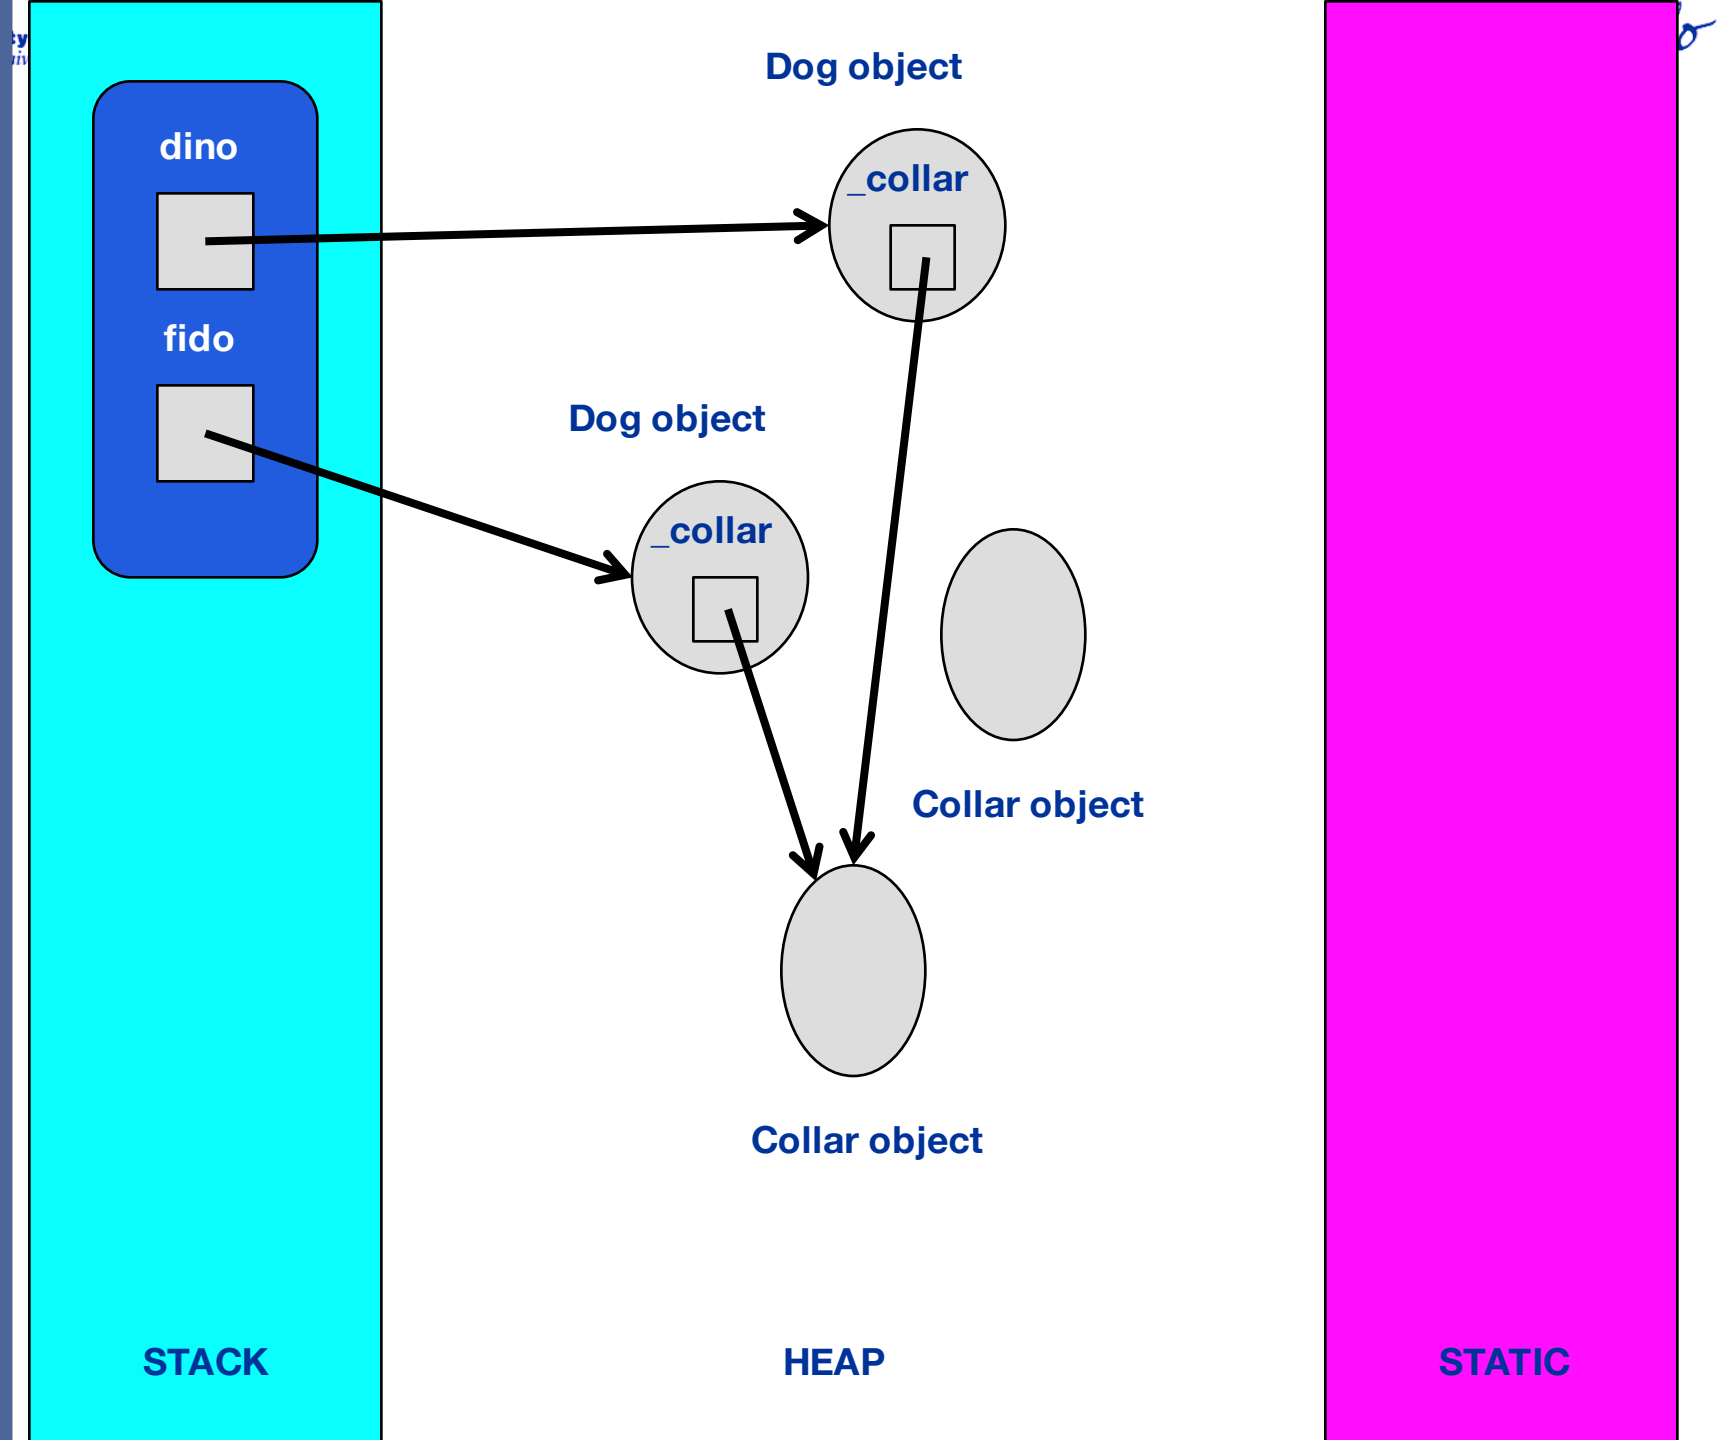 Dog object
dino
_collar
fido
Dog object
_collar
Collar object
Collar object
STACK
HEAP
STATIC